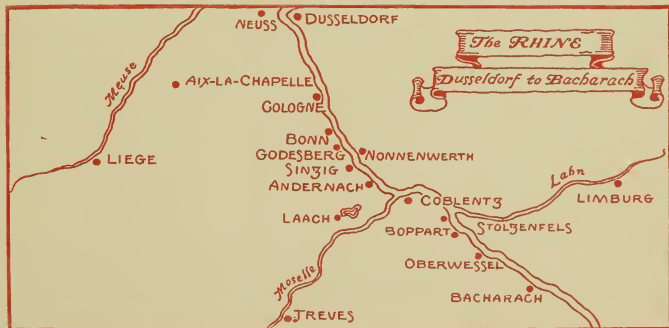 NEUSS
DUSSELDORF
The RHINE
Dusseldorf to Bacharach
Meuse
AIX-LA-CHAPELLE
COLOGNE
BONN
GODESBERG
NONNENWERTH
LIEGE
SINZIG
ANDERNACH
Lahn
LIMBURG
COBLENTZ
LAACH
BOPPART
STOLZENFELS
OBERWESSEL
Moselle
BACHARACH
TREVES